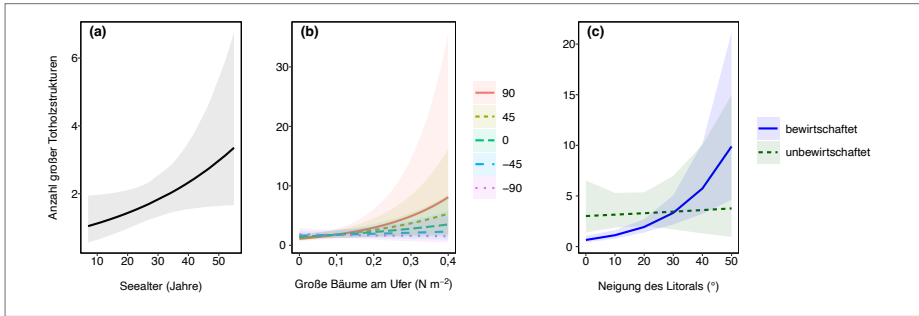 (a)
(b)
(c)
Anzahl großer Totholzstrukturen
6
4
2
10 20 30 40 50
Seealter (Jahre)
30
20
10
0
0 0,1 0,2 0,3 0,4
Große Bäume am Ufer (N m⁻²)
90
45
0
−45
−90
20
15
10
5
0
0 10 20 30 40 50
Neigung des Litorals (°)
bewirtschaftet
unbewirtschaftet